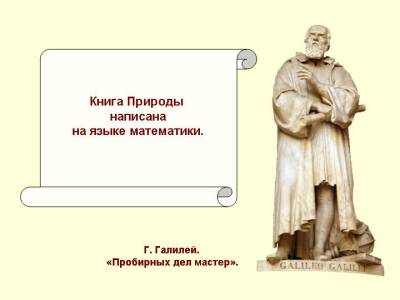 Книга Природы
написана
на языке математики.
Г. Галилей.
«Пробирных дел мастер».
GALILEO GALILEI